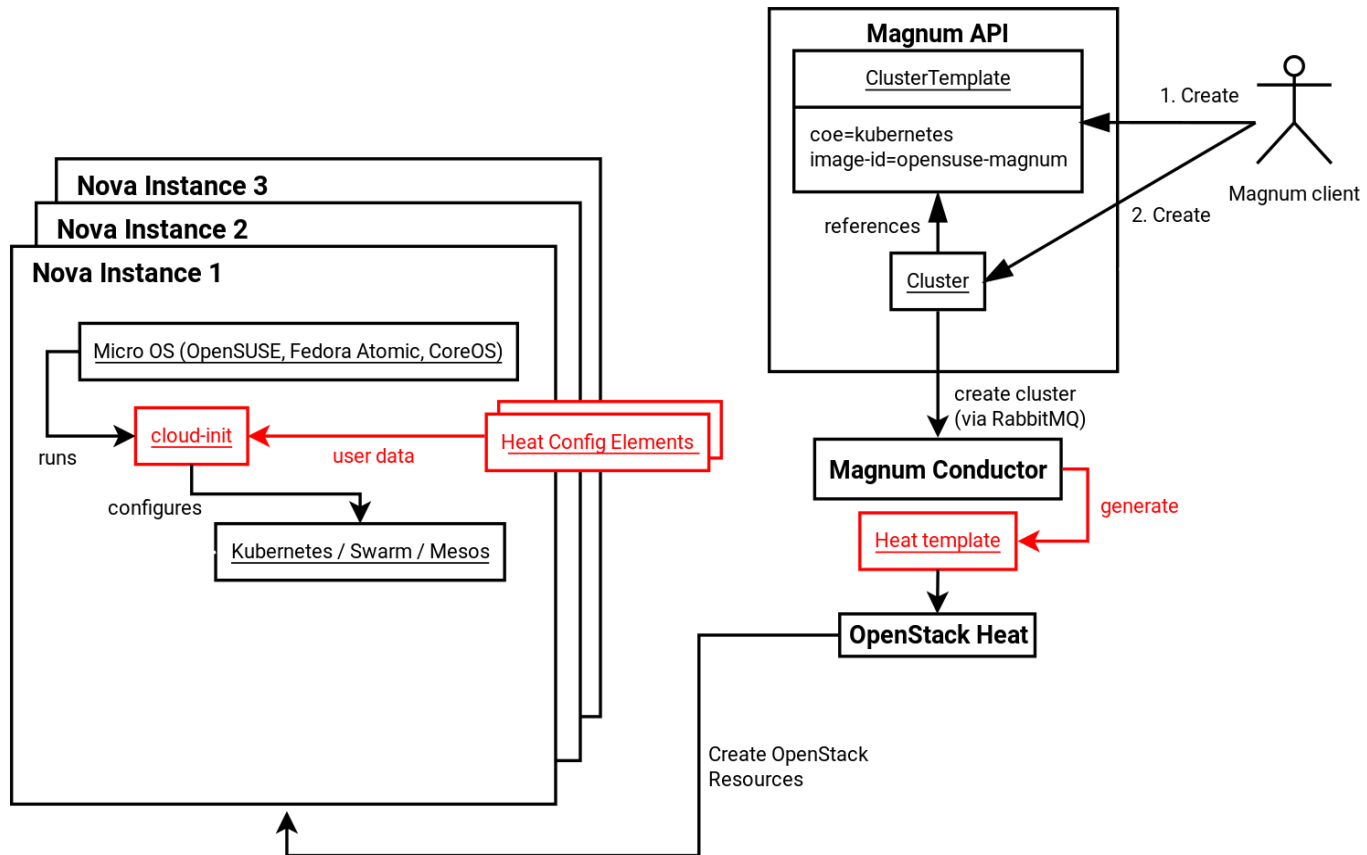 Magnum API
ClusterTemplate
coe=kubernetes
image-id=opensuse-magnum
1. Create
Magnum client
2. Create
references
Cluster
create cluster
(via RabbitMQ)
Magnum Conductor
generate
Heat template
OpenStack Heat
Create OpenStack
Resources
Nova Instance 3
Nova Instance 2
Nova Instance 1
Micro OS (OpenSUSE, Fedora Atomic, CoreOS)
runs
cloud-init
user data
Heat Config Elements
configures
Kubernetes / Swarm / Mesos